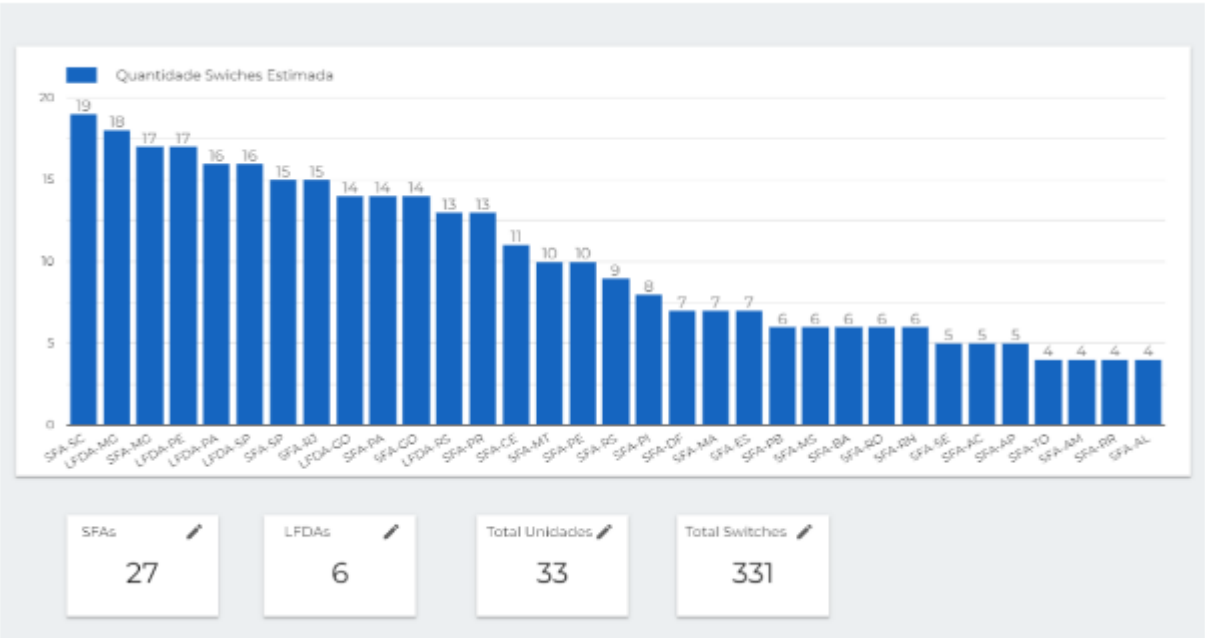 Quantidade Swiches Estimada
20
19
18
17 17
16 16
15
15 15
14 14 14
13 13
11
10
10 10
9
8
7 7 7
6 6 6 6 6
5
5 5 5
4 4 4 4
0
SFA-SC LFDA-MG SFA-MG LFDA-PE LFDA-PA LFDA-SP SFA-SP SFA-RJ LFDA-GO SFA-PA SFA-GO LFDA-RS SFA-PR SFA-CE SFA-MT SFA-PE SFA-RS SFA-PI SFA-DF SFA-MA SFA-ES SFA-PB SFA-MS SFA-BA SFA-RO SFA-RN SFA-SE SFA-AC SFA-AP SFA-TO SFA-AM SFA-RR SFA-AL
SFAs
27
LFDAs
6
Total Unidades
33
Total Switches
331